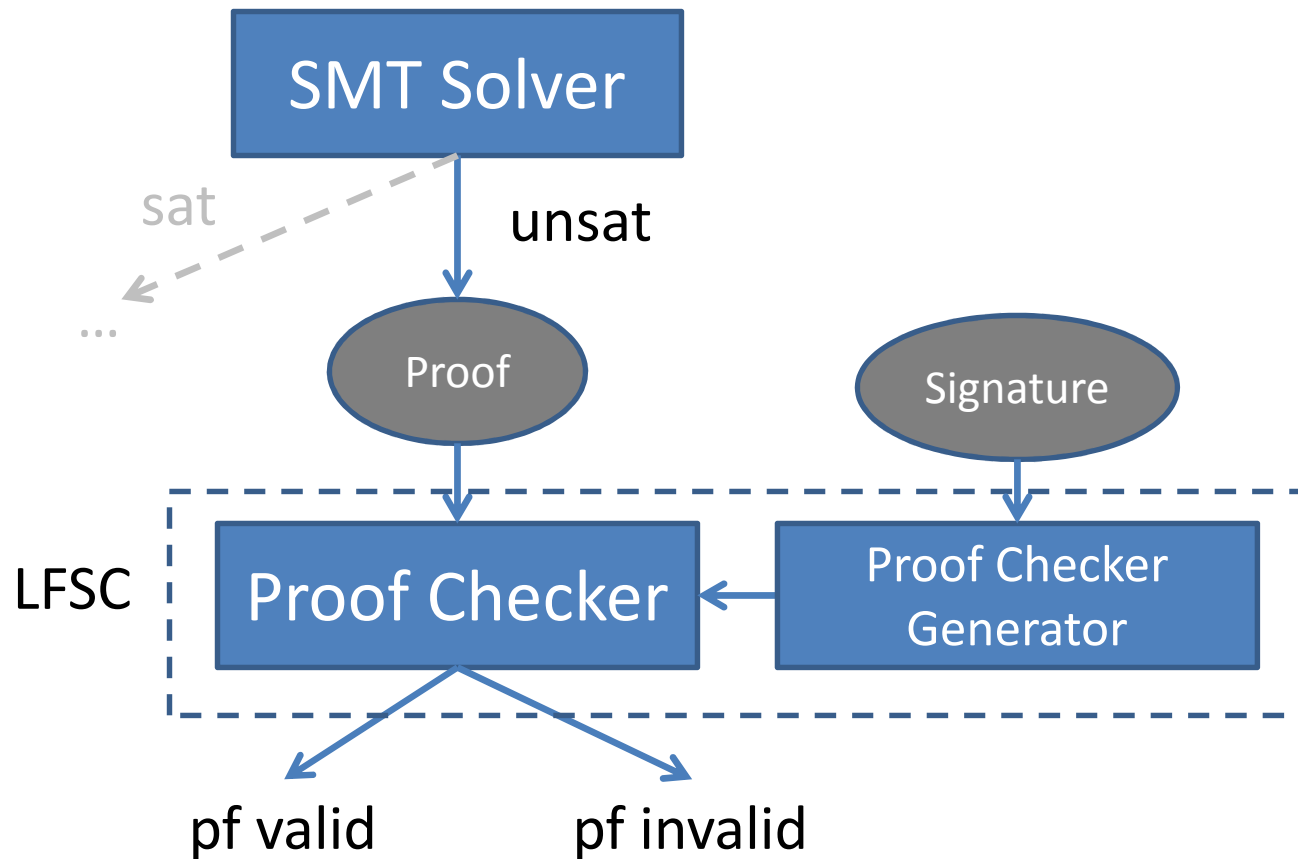 SMT Solver
sat
unsat
...
Proof
Signature
LFSC
Proof Checker
Proof Checker
Generator
pf valid
pf invalid